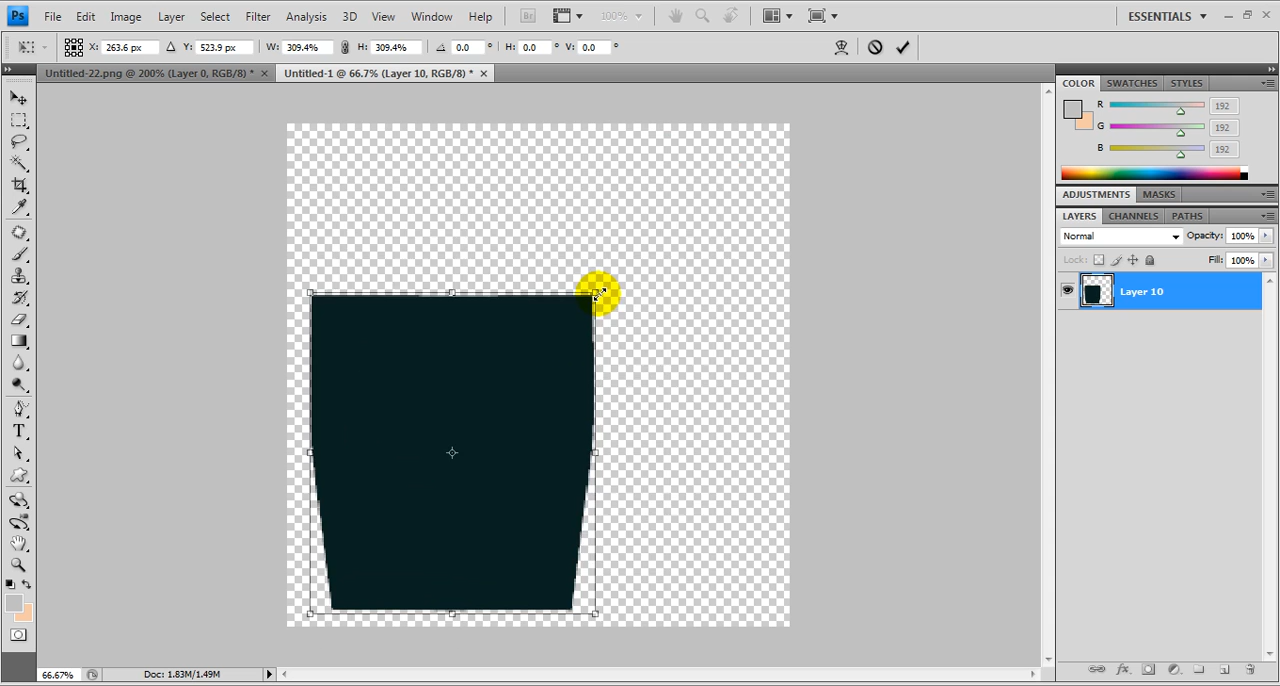 Ps File Edit Image Layer Select Filter Analysis 3D View Window Help Br 100% ESSENTIALS
X: 263.6 px Y: 523.9 px W: 309.4% H: 309.4% 0.0 ° H: 0.0 ° V: 0.0 °
Untitled-22.png @ 200% (Layer 0, RGB/8) * Untitled-1 @ 66.7% (Layer 10, RGB/8) *
COLOR SWATCHES STYLES
R 192
G 192
B 192
ADJUSTMENTS MASKS
LAYERS CHANNELS PATHS
Normal Opacity: 100%
Lock: Fill: 100%
Layer 10
T
66.67% Doc: 1.83M/1.49M
fx